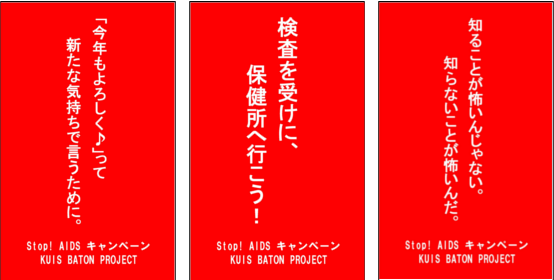 「今年もよろしく♪」って
新たな気持ちで言うために。
Stop! AIDS キャンペーン
KUIS BATON PROJECT
検査を受けに、
保健所へ行こう！
Stop! AIDS キャンペーン
KUIS BATON PROJECT
知ることが怖いんじゃない。
知らないことが怖いんだ。
Stop! AIDS キャンペーン
KUIS BATON PROJECT